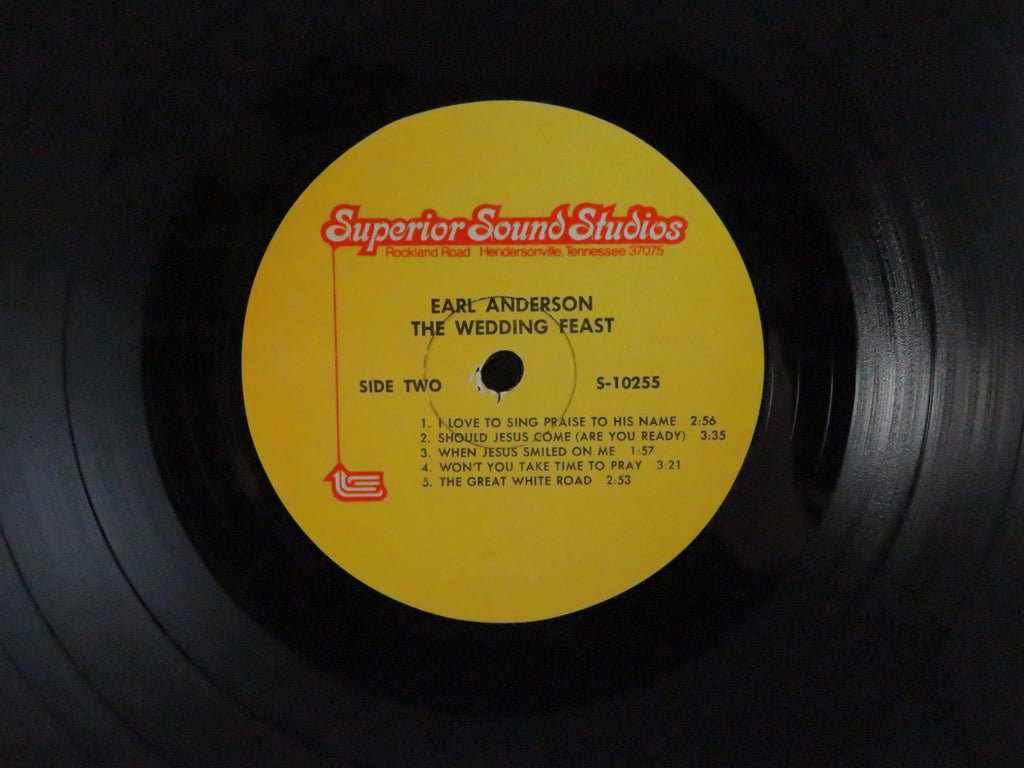 Superior Sound Studios
Rockland Road Hendersonville, Tennessee 37075
EARL ANDERSON
THE WEDDING FEAST
SIDE TWO S-10255
1. I LOVE TO SING PRAISE TO HIS NAME 2:56
2. SHOULD JESUS COME (ARE YOU READY) 3:35
3. WHEN JESUS SMILED ON ME 1:57
4. WON'T YOU TAKE TIME TO PRAY 3:21
5. THE GREAT WHITE ROAD 2:53